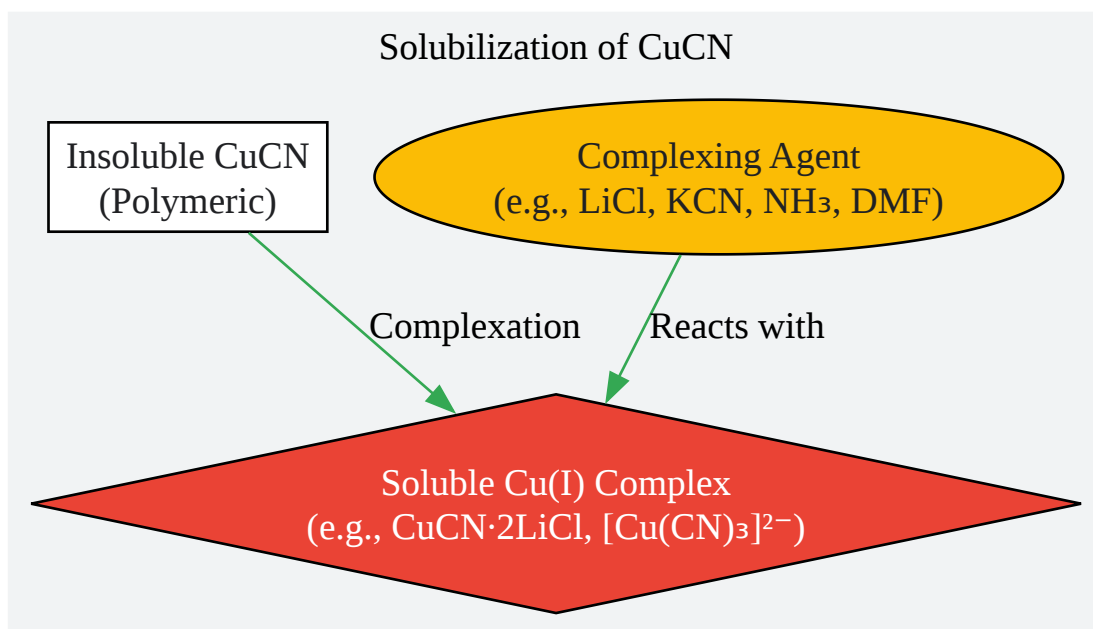 Solubilization of CuCN
Insoluble CuCN
(Polymeric)
Complexing Agent
(e.g., LiCl, KCN, NH₃, DMF)
Complexation
Reacts with
Soluble Cu(I) Complex
(e.g., CuCN·2LiCl, [Cu(CN)₃]²⁻)